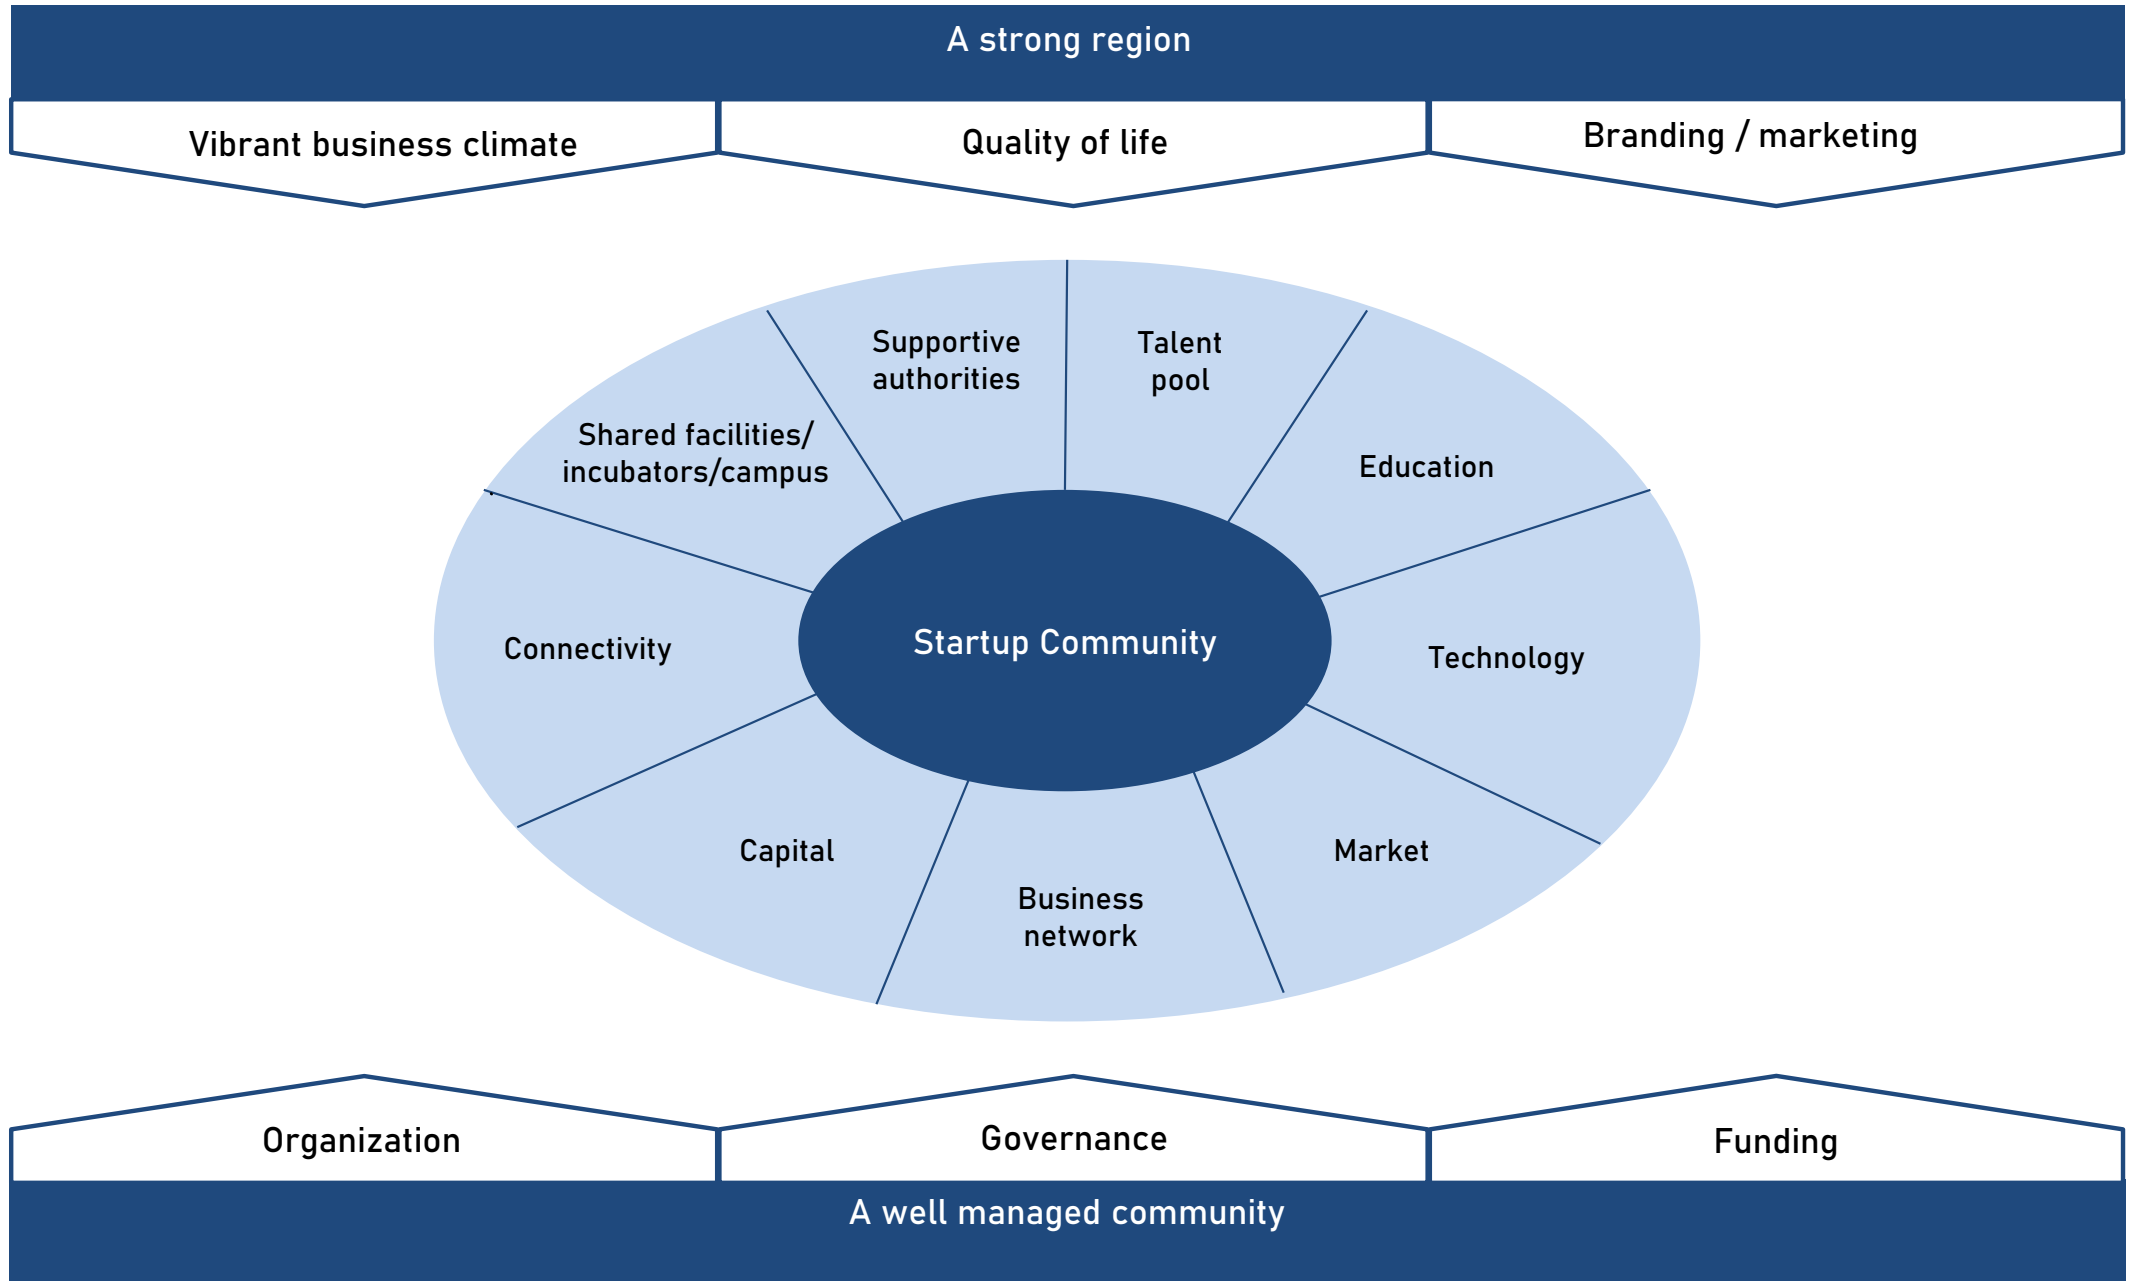 A strong region
Vibrant business climate
Quality of life
Branding / marketing
Supportive
authorities
Talent
pool
Shared facilities/
incubators/campus
Education
Connectivity
Startup Community
Technology
Capital
Market
Business
network
Organization
Governance
Funding
A well managed community